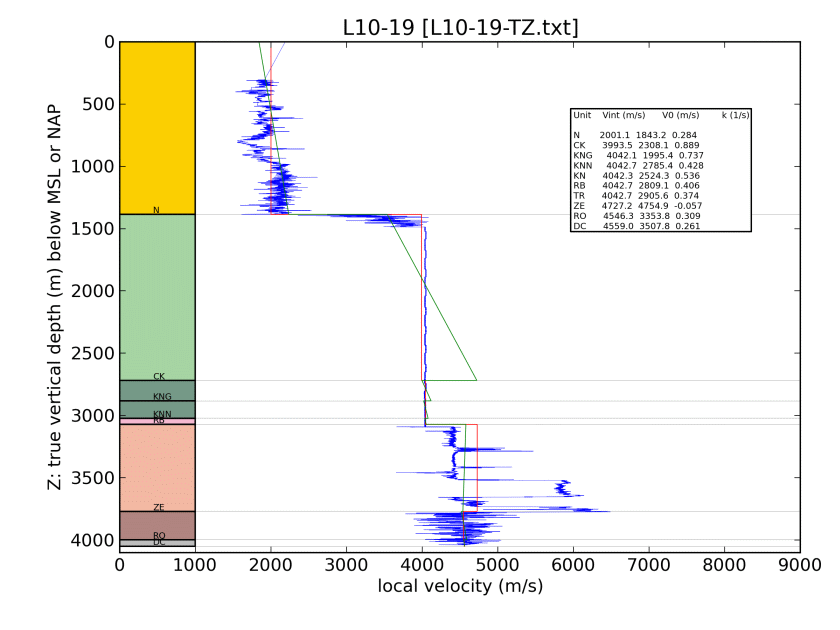 L10-19 [L10-19-TZ.txt]
Z: true vertical depth (m) below MSL or NAP
0
500
1000
1500
2000
2500
3000
3500
4000
N
CK
KNG
KNN
RB
ZE
RO
DC
Unit Vint (m/s) V0 (m/s) k (1/s)
N 2001.1 1843.2 0.284
CK 3993.5 2308.1 0.889
KNG 4042.1 1995.4 0.737
KNN 4042.7 2785.4 0.428
KN 4042.3 2524.3 0.536
RB 4042.7 2809.1 0.406
TR 4042.7 2905.6 0.374
ZE 4727.2 4754.9 -0.057
RO 4546.3 3353.8 0.309
DC 4559.0 3507.8 0.261
0 1000 2000 3000 4000 5000 6000 7000 8000 9000
local velocity (m/s)